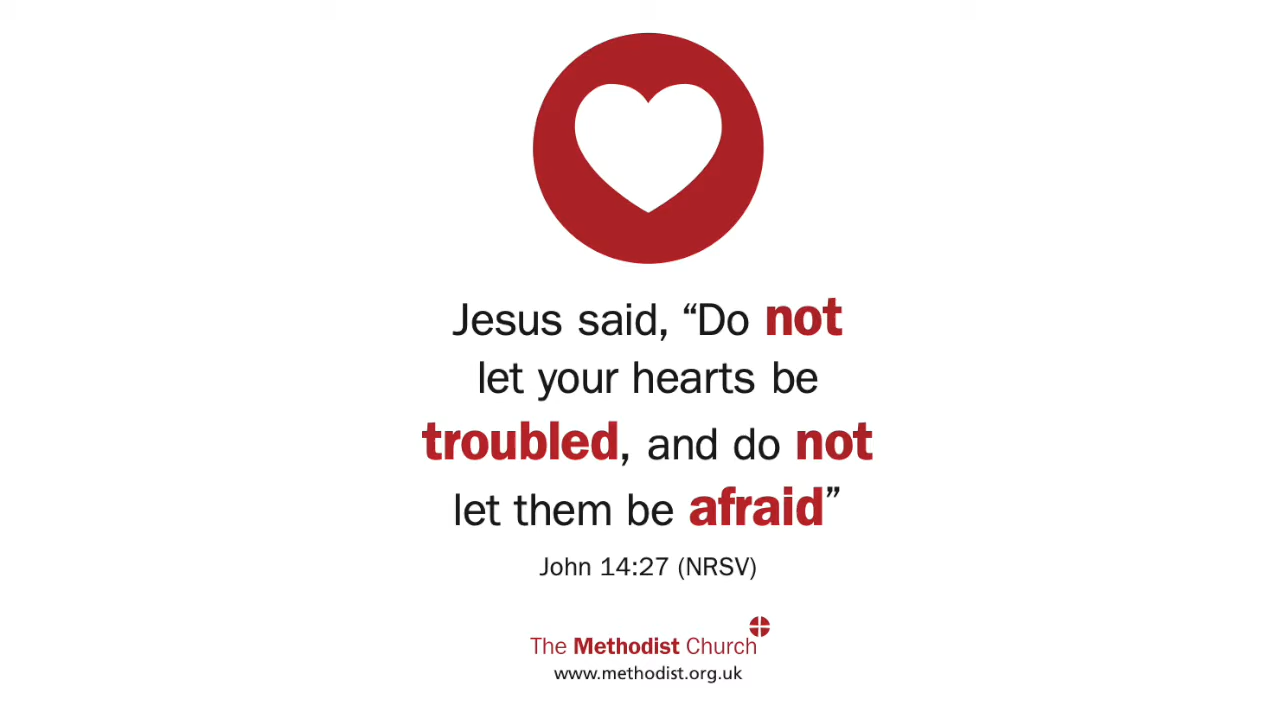 Jesus said, “Do not
let your hearts be
troubled, and do not
let them be afraid”
John 14:27 (NRSV)
The Methodist Church
www.methodist.org.uk